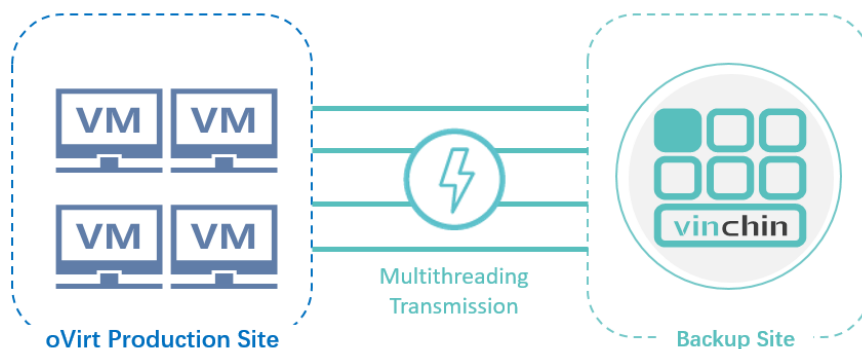 VM VM
VM VM
vinchin
Multithreading
Transmission
oVirt Production Site
Backup Site